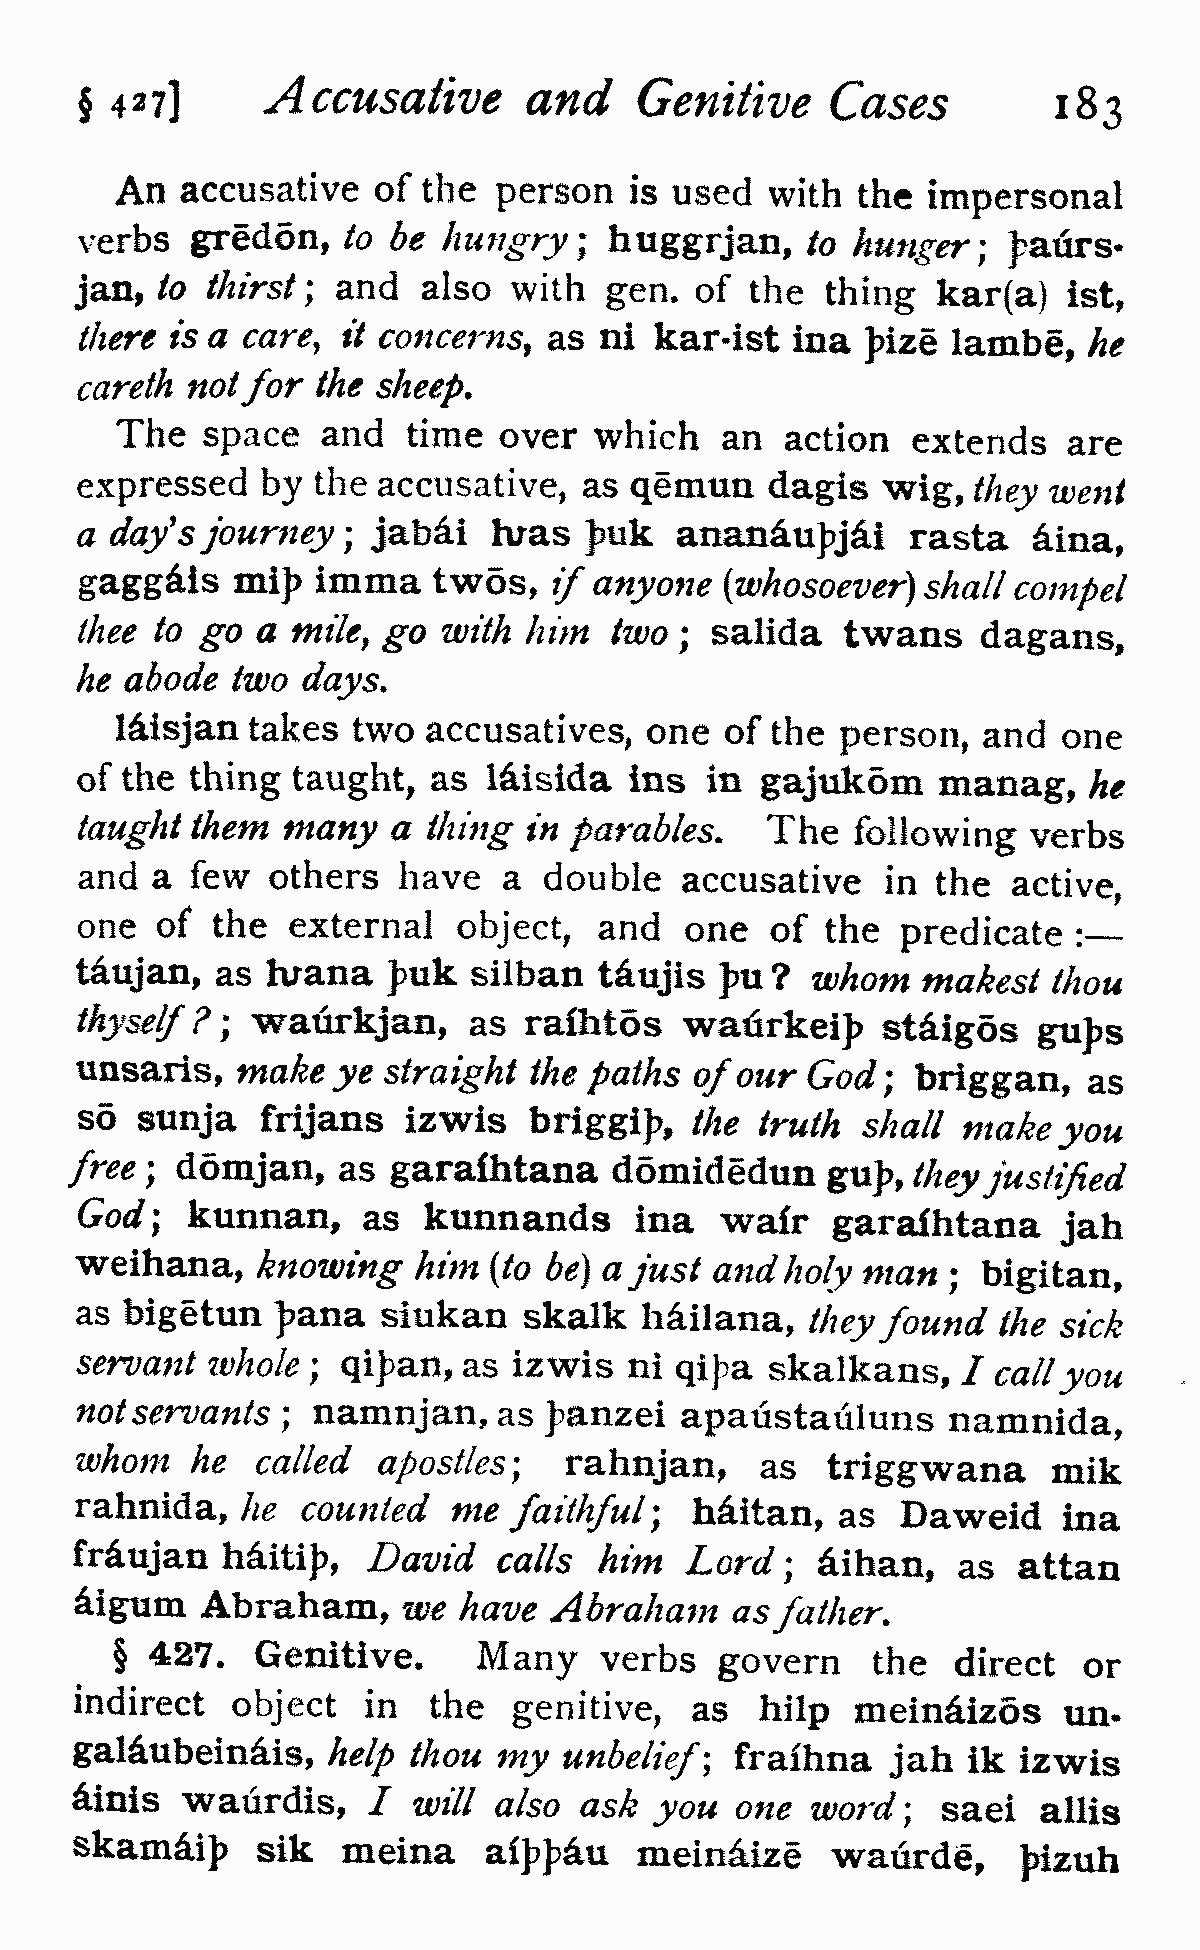 § 427] Accusative and Genitive Cases 183
An accusative of the person is used with the impersonal
verbs grēdōn, to be hungry; huggrjan, to hunger; þaúrs-
jan, to thirst; and also with gen. of the thing kar(a) ist,
there is a care, it concerns, as ni kar-ist ina þizē lambē, he
careth not for the sheep.
The space and time over which an action extends are
expressed by the accusative, as qēmun dagis wig, they went
a day's journey; jabái ƕas þuk ananáuþjái rasta áina,
gaggáis miþ imma twōs, if anyone (whosoever) shall compel
thee to go a mile, go with him two; salida twans dagans,
he abode two days.
láisjan takes two accusatives, one of the person, and one
of the thing taught, as láisida ins in gajukōm manag, he
taught them many a thing in parables. The following verbs
and a few others have a double accusative in the active,
one of the external object, and one of the predicate :—
táujan, as ƕana þuk silban táujis þu? whom makest thou
thyself?; waúrkjan, as raíhtōs waúrkeiþ stáigōs guþs
unsaris, make ye straight the paths of our God; briggan, as
sō sunja frijans izwis briggiþ, the truth shall make you
free; dōmjan, as garaíhtana dōmidēdun guþ, they justified
God; kunnan, as kunnands ina waír garaíhtana jah
weihana, knowing him (to be) a just and holy man; bigitan,
as bigētun þana siukan skalk háilana, they found the sick
servant whole; qiþan, as izwis ni qiþa skalkans, I call you
not servants; namnjan, as þanzei apaústaúluns namnida,
whom he called apostles; rahnjan, as triggwana mik
rahnida, he counted me faithful; háitan, as Daweid ina
fráujan háitiþ, David calls him Lord; áihan, as attan
áigum Abraham, we have Abraham as father.
§ 427. Genitive. Many verbs govern the direct or
indirect object in the genitive, as hilp meináizōs un-
galáubeináis, help thou my unbelief; fraíhna jah ik izwis
áinis waúrdis, I will also ask you one word; saei allis
skamáiþ sik meina aíþþáu meináizē waúrdē, þizuh